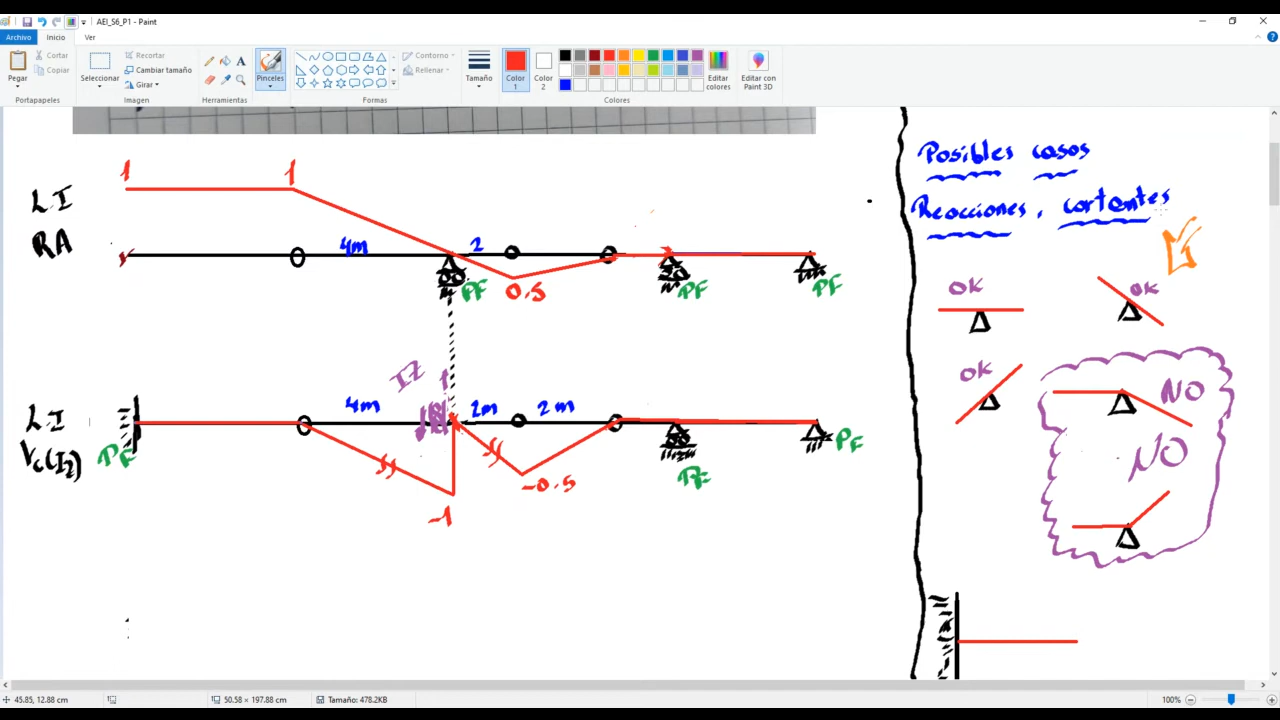 AEI_S6_P1 - Paint
Archivo Inicio Ver
Pegar
Cortar
Copiar
Portapapeles
Seleccionar
Recortar
Cambiar tamaño
Girar
Imagen
A
Herramientas
Pinceles
Contorno
Rellenar
Formas
Tamaño
Color 1
Color 2
Editar colores
Colores
Editar con Paint 3D
L.I
RA
1 1
4m 2
PF PF PF
0.5
IZ
L.I
Vc(Iz)
4m 2m 2m
PF PF PF
-1 -0.5
Posibles casos
Reacciones, cortantes
OK OK
OK NO
NO
45.85, 12.88 cm
50.58 × 197.88 cm
Tamaño: 478.2KB
100%